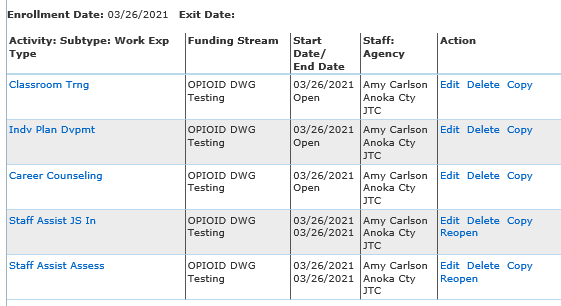 Enrollment Date: 03/26/2021 Exit Date:
Activity: Subtype: Work Exp Type Funding Stream Start Date/ End Date Staff: Agency Action
Classroom Trng OPIOID DWG Testing 03/26/2021 Open Amy Carlson Anoka Cty JTC Edit Delete Copy
Indv Plan Dvpmt OPIOID DWG Testing 03/26/2021 Open Amy Carlson Anoka Cty JTC Edit Delete Copy
Career Counseling OPIOID DWG Testing 03/26/2021 Open Amy Carlson Anoka Cty JTC Edit Delete Copy
Staff Assist JS In OPIOID DWG Testing 03/26/2021 03/26/2021 Amy Carlson Anoka Cty JTC Edit Delete Copy Reopen
Staff Assist Assess OPIOID DWG Testing 03/26/2021 03/26/2021 Amy Carlson Anoka Cty JTC Edit Delete Copy Reopen